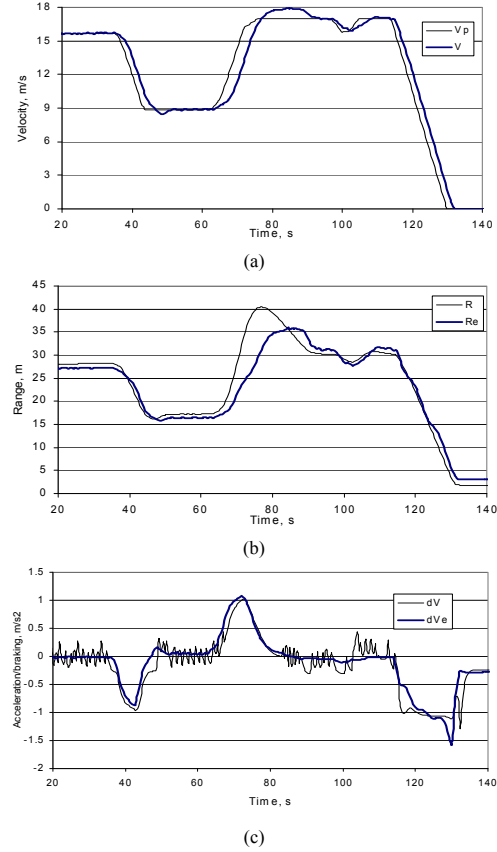 18
15
12
9
6
3
0
Velocity, m/s
Vp
V
20 40 60 80 100 120 140
Time, s
(a)
45
40
35
30
25
20
15
10
5
0
Range, m
R
Re
20 40 60 80 100 120 140
Time, s
(b)
1.5
1
0.5
0
-0.5
-1
-1.5
-2
Acceleration/braking, m/s2
dV
dVe
20 40 60 80 100 120 140
Time, s
(c)